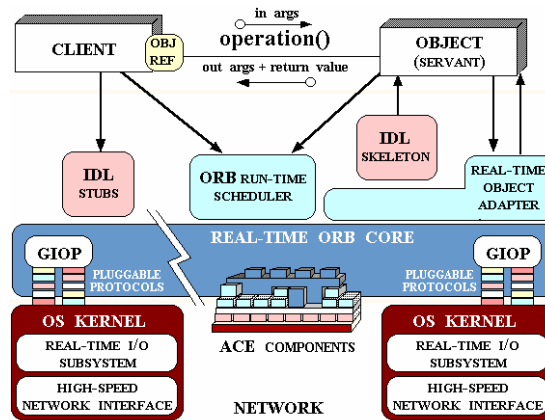 in args
CLIENT
OBJ
REF
operation()
out args + return value
OBJECT
(SERVANT)
IDL
STUBS
ORB RUN-TIME
SCHEDULER
IDL
SKELETON
REAL-TIME
OBJECT
ADAPTER
REAL-TIME ORB CORE
GIOP
PLUGGABLE
PROTOCOLS
GIOP
PLUGGABLE
PROTOCOLS
OS KERNEL
REAL-TIME I/O
SUBSYSTEM
HIGH-SPEED
NETWORK INTERFACE
ACE COMPONENTS
NETWORK
OS KERNEL
REAL-TIME I/O
SUBSYSTEM
HIGH-SPEED
NETWORK INTERFACE